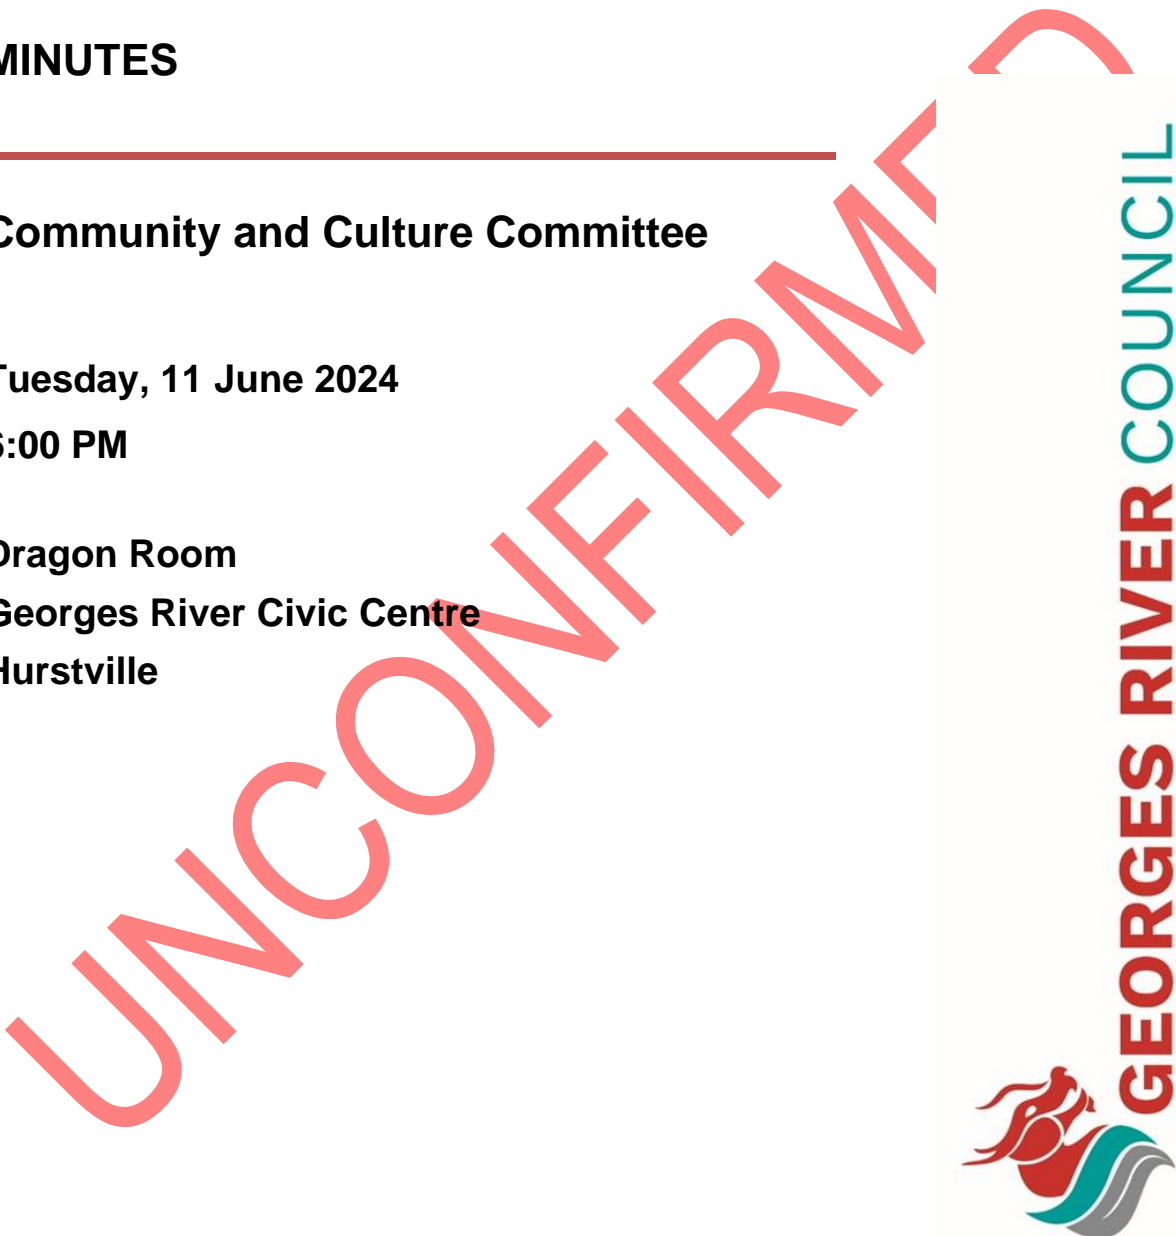 MINUTES
Community and Culture Committee
Tuesday, 11 June 2024
6:00 PM
Dragon Room
Georges River Civic Centre
Hurstville
UNCONFIRMED
GEORGES RIVER COUNCIL